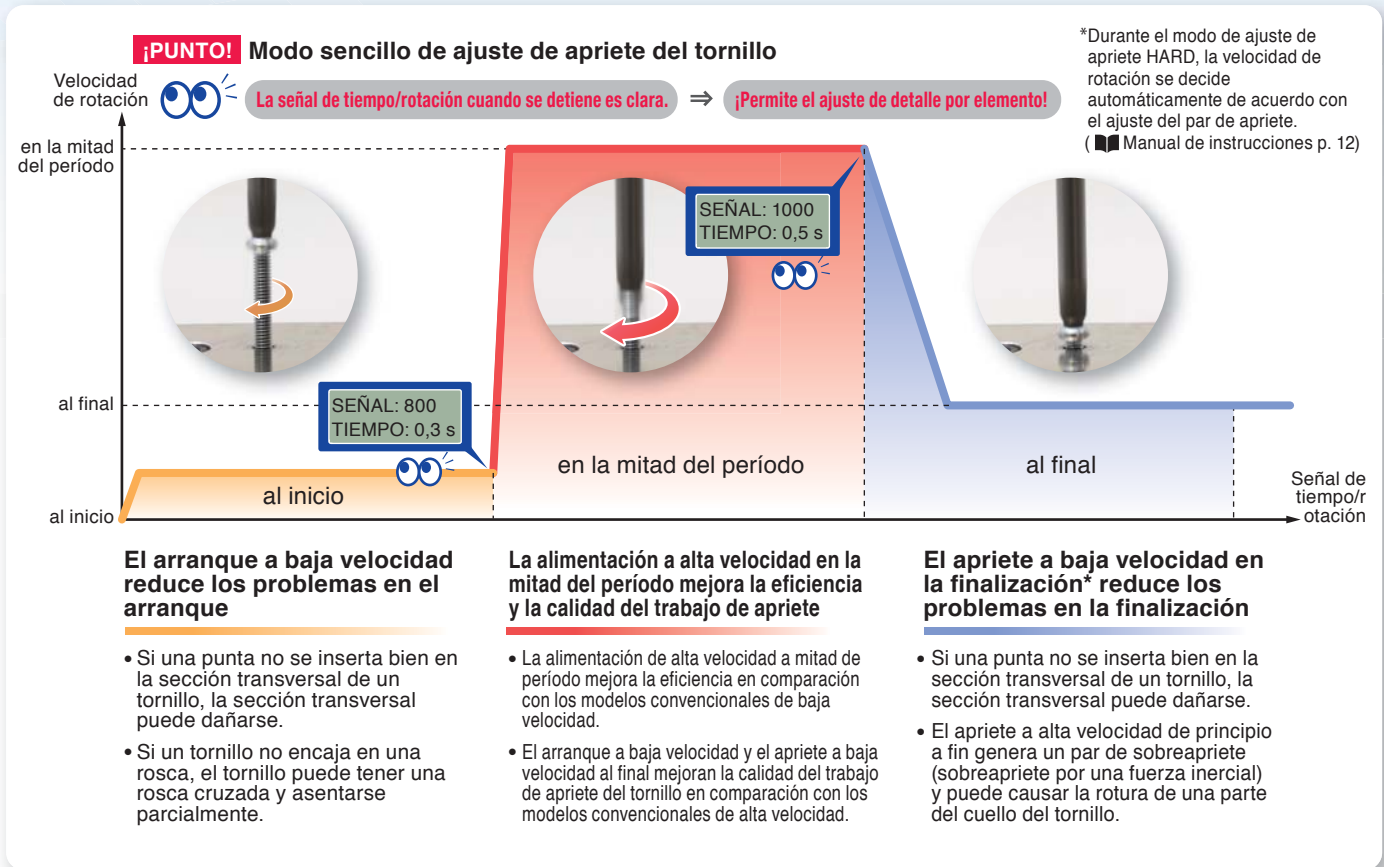 ¡PUNTO! Modo sencillo de ajuste de apriete del tornillo
*Durante el modo de ajuste de
apriete HARD, la velocidad de
rotación se decide
automáticamente de acuerdo con
el ajuste del par de apriete.
( Manual de instrucciones p. 12)
Velocidad
de rotación
La señal de tiempo/rotación cuando se detiene es clara. ⇒ ¡Permite el ajuste de detalle por elemento!
en la mitad
del período
SEÑAL: 1000
TIEMPO: 0,5 s
al final
SEÑAL: 800
TIEMPO: 0,3 s
al inicio
en la mitad del período
al final
al inicio
Señal de
tiempo/r
otación
El arranque a baja velocidad
reduce los problemas en el
arranque
• Si una punta no se inserta bien en
la sección transversal de un
tornillo, la sección transversal
puede dañarse.
• Si un tornillo no encaja en una
rosca, el tornillo puede tener una
rosca cruzada y asentarse
parcialmente.
La alimentación a alta velocidad en la
mitad del período mejora la eficiencia
y la calidad del trabajo de apriete
• La alimentación de alta velocidad a mitad de
período mejora la eficiencia en comparación
con los modelos convencionales de baja
velocidad.
• El arranque a baja velocidad y el apriete a baja
velocidad al final mejoran la calidad del trabajo
de apriete del tornillo en comparación con los
modelos convencionales de alta velocidad.
El apriete a baja velocidad en
la finalización* reduce los
problemas en la finalización
• Si una punta no se inserta bien en la
sección transversal de un tornillo, la
sección transversal puede dañarse.
• El apriete a alta velocidad de principio
a fin genera un par de sobreapriete
(sobreapriete por una fuerza inercial)
y puede causar la rotura de una parte
del cuello del tornillo.